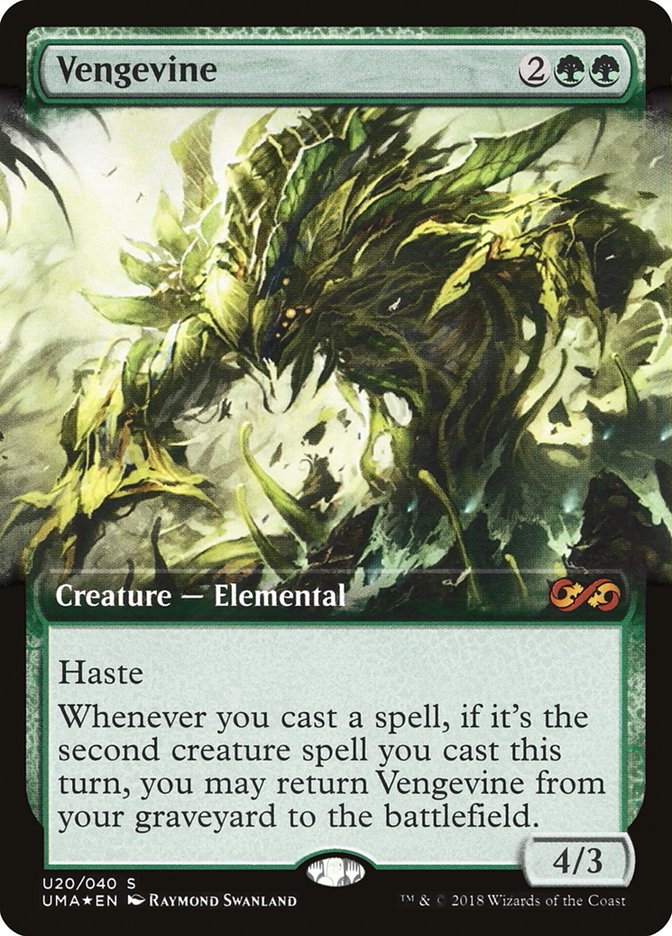 Vengevine 2
Creature — Elemental
Haste
Whenever you cast a spell, if it's the
second creature spell you cast this
turn, you may return Vengevine from
your graveyard to the battlefield.
4/3
U20/040 S
UMA★EN Raymond Swanland
™ & © 2018 Wizards of the Coast